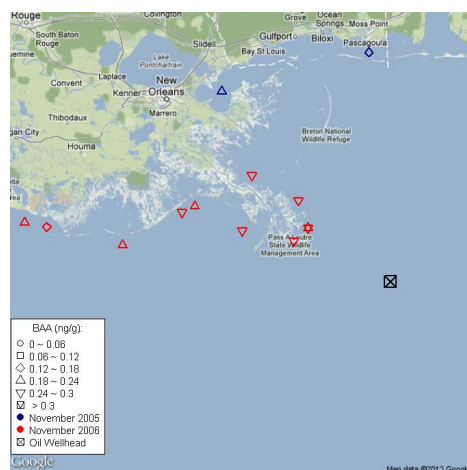 Rouge
Covington
Grove
Ocean
Springs
Moss Point
South Baton
Rouge
Slidell
Gulfport
Biloxi
Pascagoula
Bay St Louis
Lake
Pontchartrain
Convent
Laplace
Kenner
New
Orleans
Marrero
Thibodaux
gan City
Houma
Breton National
Wildlife Refuge
Pass A Loutre
State Wildlife
Management Area
BAA (ng/g):
0 ~ 0.06
0.06 ~ 0.12
0.12 ~ 0.18
0.18 ~ 0.24
0.24 ~ 0.3
> 0.3
November 2005
November 2006
Oil Wellhead
Google
Map data ©2012 Google